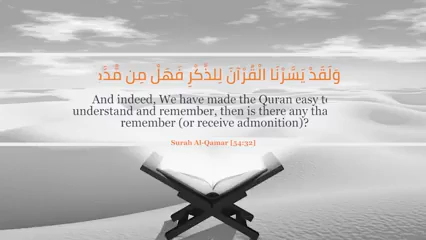 وَلَقَدْ يَسَّرْنَا الْقُرْآنَ لِلذِّكْرِ فَهَلْ مِن مُّدَّ
And indeed, We have made the Quran easy t
understand and remember, then is there any tha
remember (or receive admonition)?
Surah Al-Qamar [54:32]